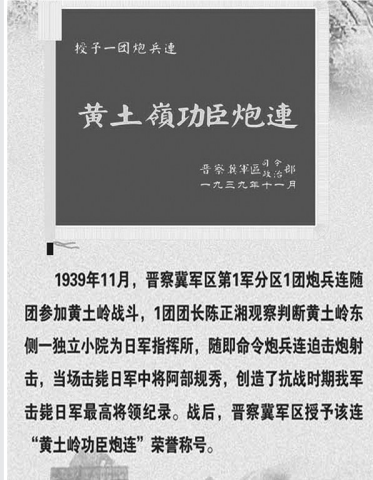 授予一团炮兵連
黄土嶺功臣炮連
晋察冀軍區司令政治部
一九三九年十一月
1939年11月，晋察冀军区第1军分区1团炮兵连随
团参加黄土岭战斗，1团团长陈正湘观察判断黄土岭东
侧一独立小院为日军指挥所，随即命令炮兵连迫击炮射
击，当场击毙日军中将阿部规秀，创造了抗战时期我军
击毙日军最高将领纪录。战后，晋察冀军区授予该连
“黄土岭功臣炮连”荣誉称号。